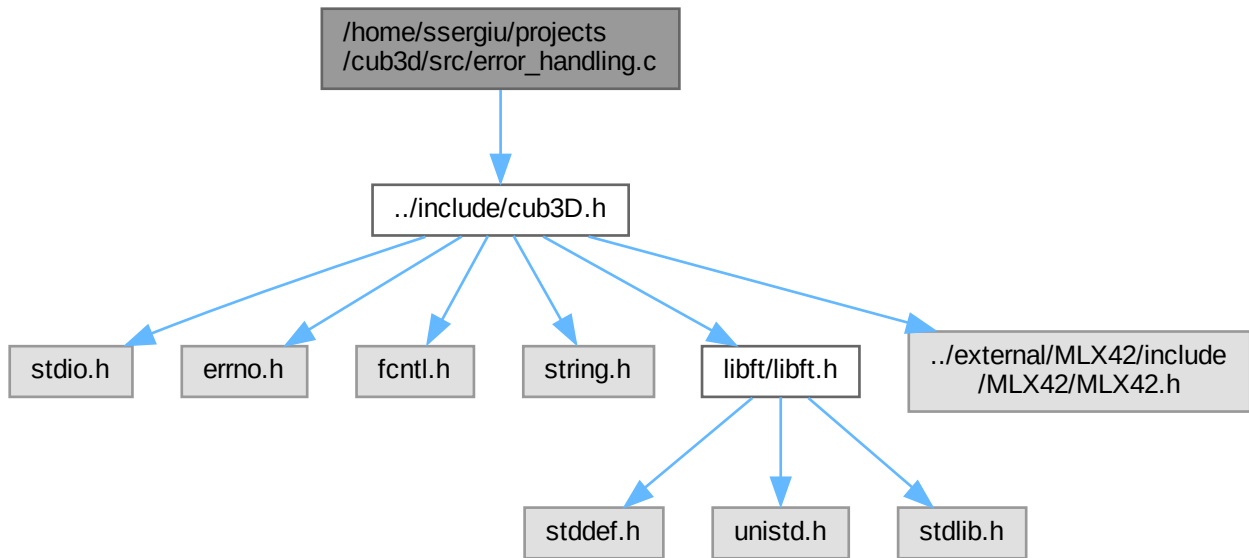 /home/ssergiu/projects
/cub3d/src/error_handling.c
../include/cub3D.h
stdio.h
errno.h
fcntl.h
string.h
libft/libft.h
../external/MLX42/include
/MLX42/MLX42.h
stddef.h
unistd.h
stdlib.h